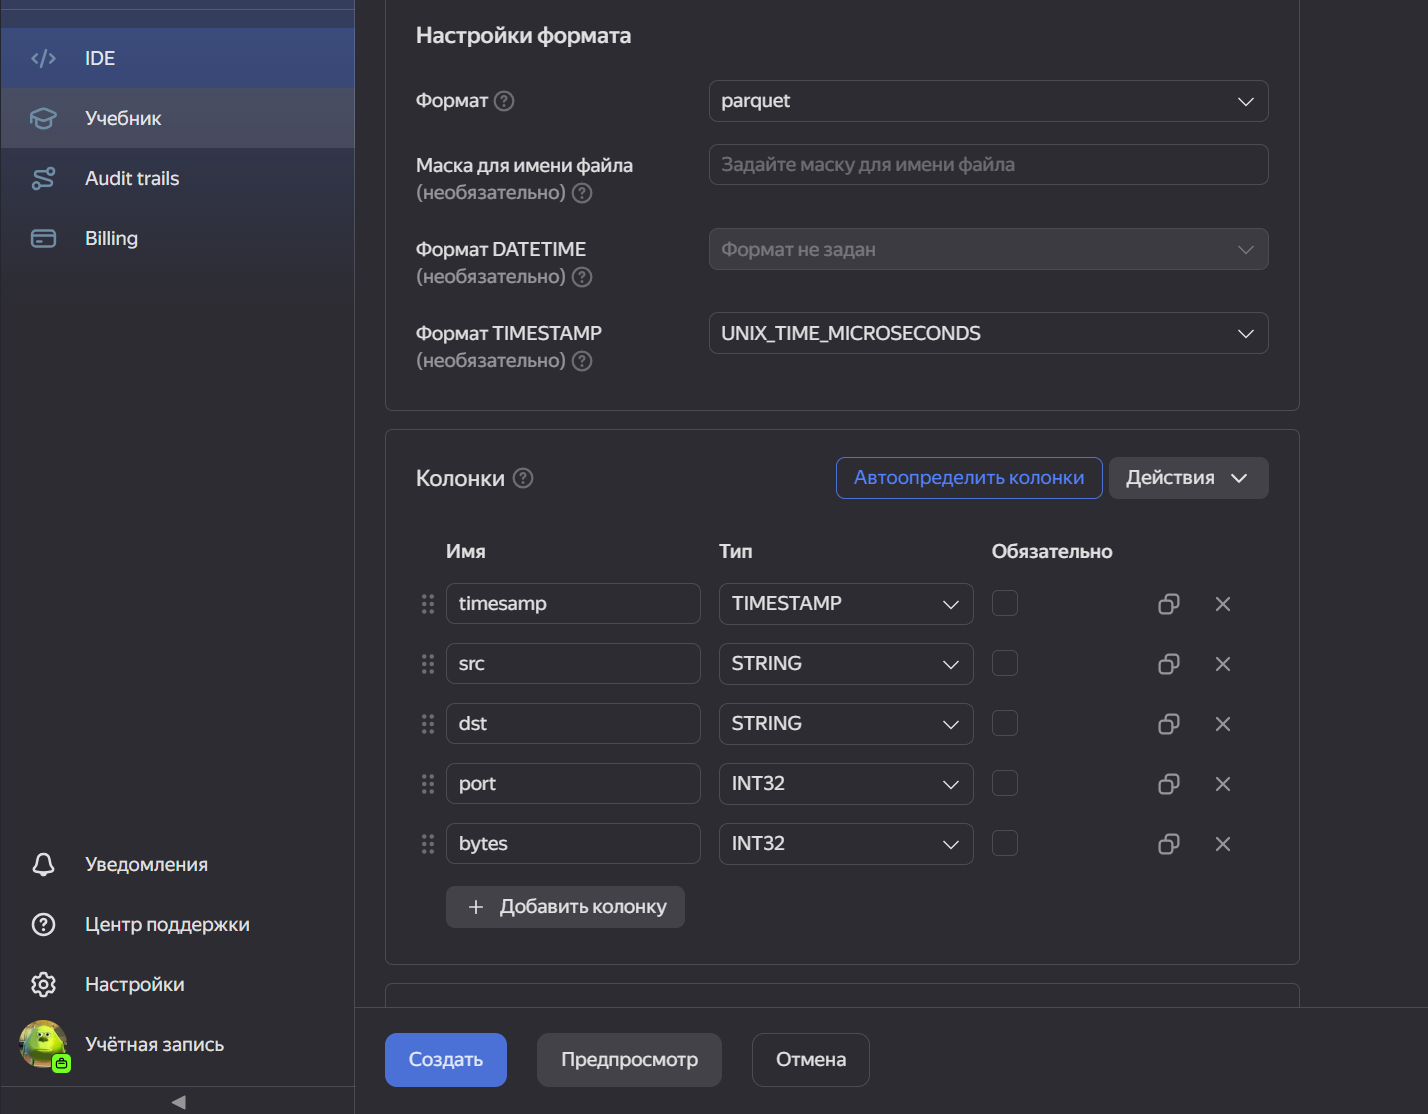 IDE
Учебник
Audit trails
Billing
Уведомления
Центр поддержки
Настройки
Учётная запись
Настройки формата
Формат
parquet
Маска для имени файла
(необязательно)
Задайте маску для имени файла
Формат DATETIME
(необязательно)
Формат не задан
Формат TIMESTAMP
(необязательно)
UNIX_TIME_MICROSECONDS
Колонки
Автоопределить колонки
Действия
Имя Тип Обязательно
timesamp TIMESTAMP
src STRING
dst STRING
port INT32
bytes INT32
+ Добавить колонку
Создать Предпросмотр Отмена